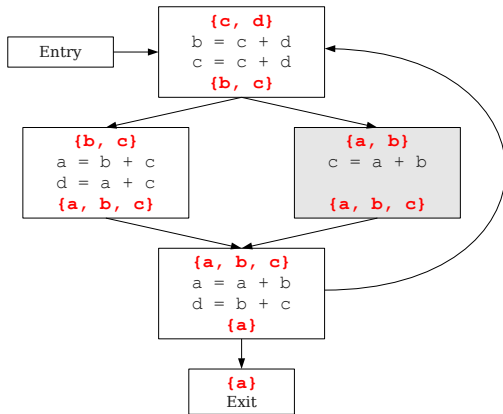 Entry
{c, d}
b = c + d
c = c + d
{b, c}
{b, c}
a = b + c
d = a + c
{a, b, c}
{a, b}
c = a + b
{a, b, c}
{a, b, c}
a = a + b
d = b + c
{a}
{a}
Exit